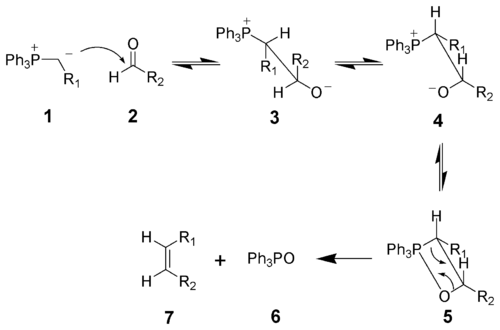 Ph₃P⁺ − R₁
H O R₂
Ph₃P⁺ H R₁ R₂ H O⁻
H Ph₃P⁺ R₁ H ⁻O R₂
1 2 3 4
H Ph₃P R₁ H O R₂
H R₁ H R₂ + Ph₃PO
7 6 5